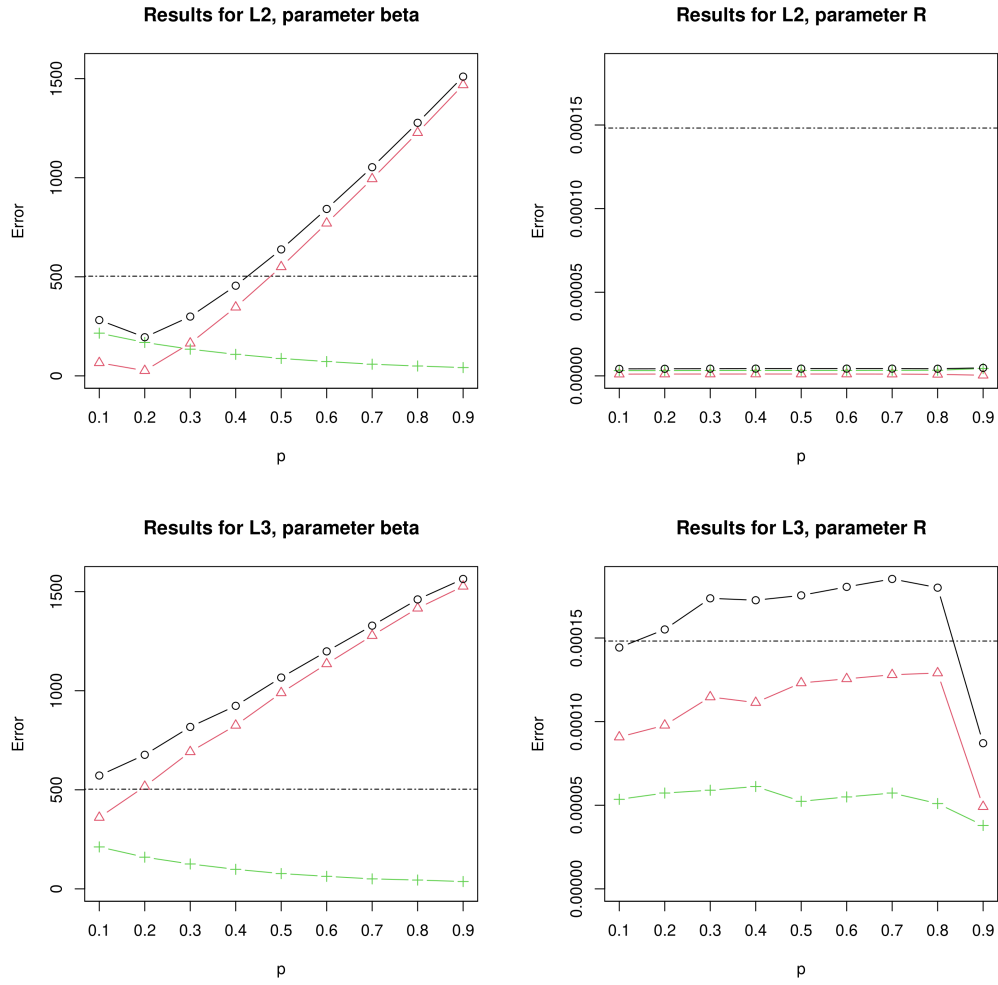 Results for L2, parameter beta
Error
1500
1000
500
0
0.1 0.2 0.3 0.4 0.5 0.6 0.7 0.8 0.9
p
Results for L2, parameter R
Error
0.00015
0.00010
0.00005
0.00000
0.1 0.2 0.3 0.4 0.5 0.6 0.7 0.8 0.9
p
Results for L3, parameter beta
Error
1500
1000
500
0
0.1 0.2 0.3 0.4 0.5 0.6 0.7 0.8 0.9
p
Results for L3, parameter R
Error
0.00015
0.00010
0.00005
0.00000
0.1 0.2 0.3 0.4 0.5 0.6 0.7 0.8 0.9
p